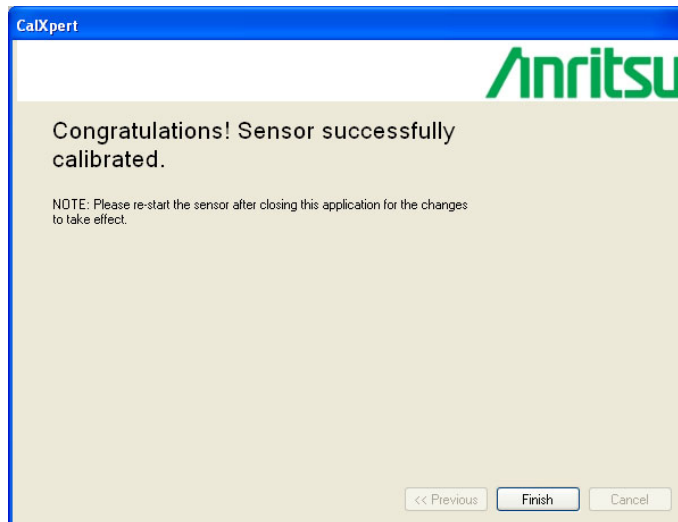 CalXpert
Anritsu
Congratulations! Sensor successfully
calibrated.
NOTE: Please re-start the sensor after closing this application for the changes
to take effect.
<< Previous
Finish
Cancel